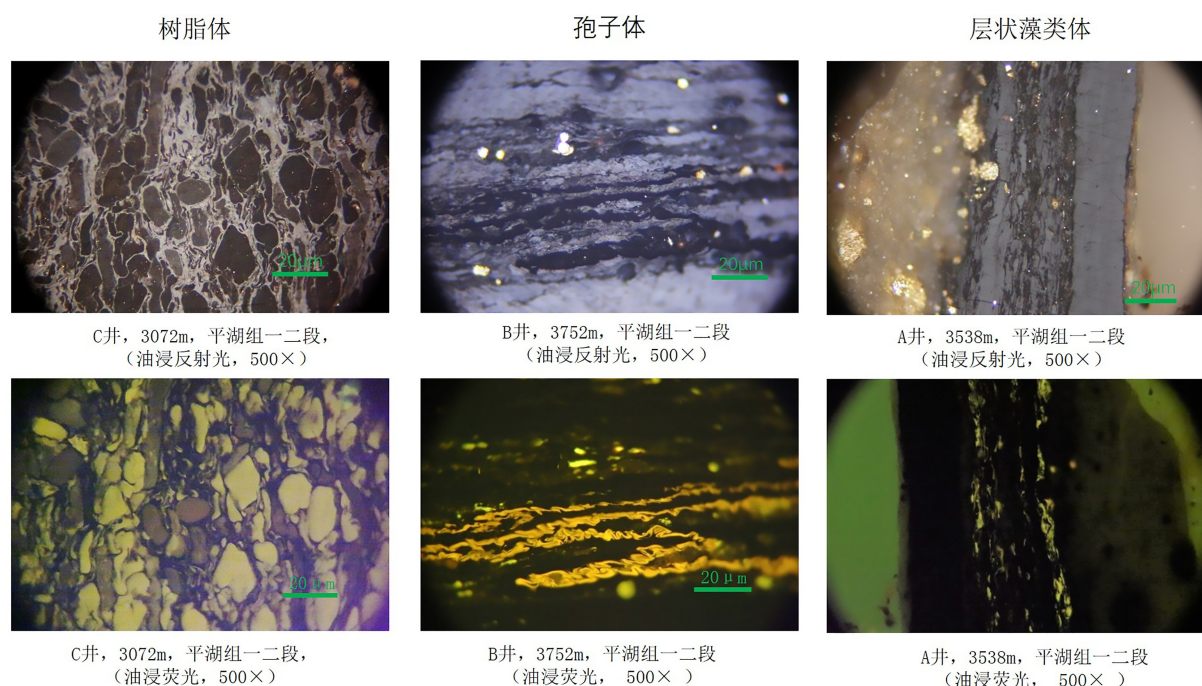 树脂体
孢子体
层状藻类体
20μm
20μm
20μm
C井，3072m，平湖组一二段，
（油浸反射光，500×）
B井，3752m，平湖组一二段
（油浸反射光，500×）
A井，3538m，平湖组一二段
（油浸反射光，500×）
20μm
20μm
C井，3072m，平湖组一二段，
（油浸荧光，500×）
B井，3752m，平湖组一二段
（油浸荧光， 500× ）
A井，3538m，平湖组一二段
（油浸荧光， 500× ）